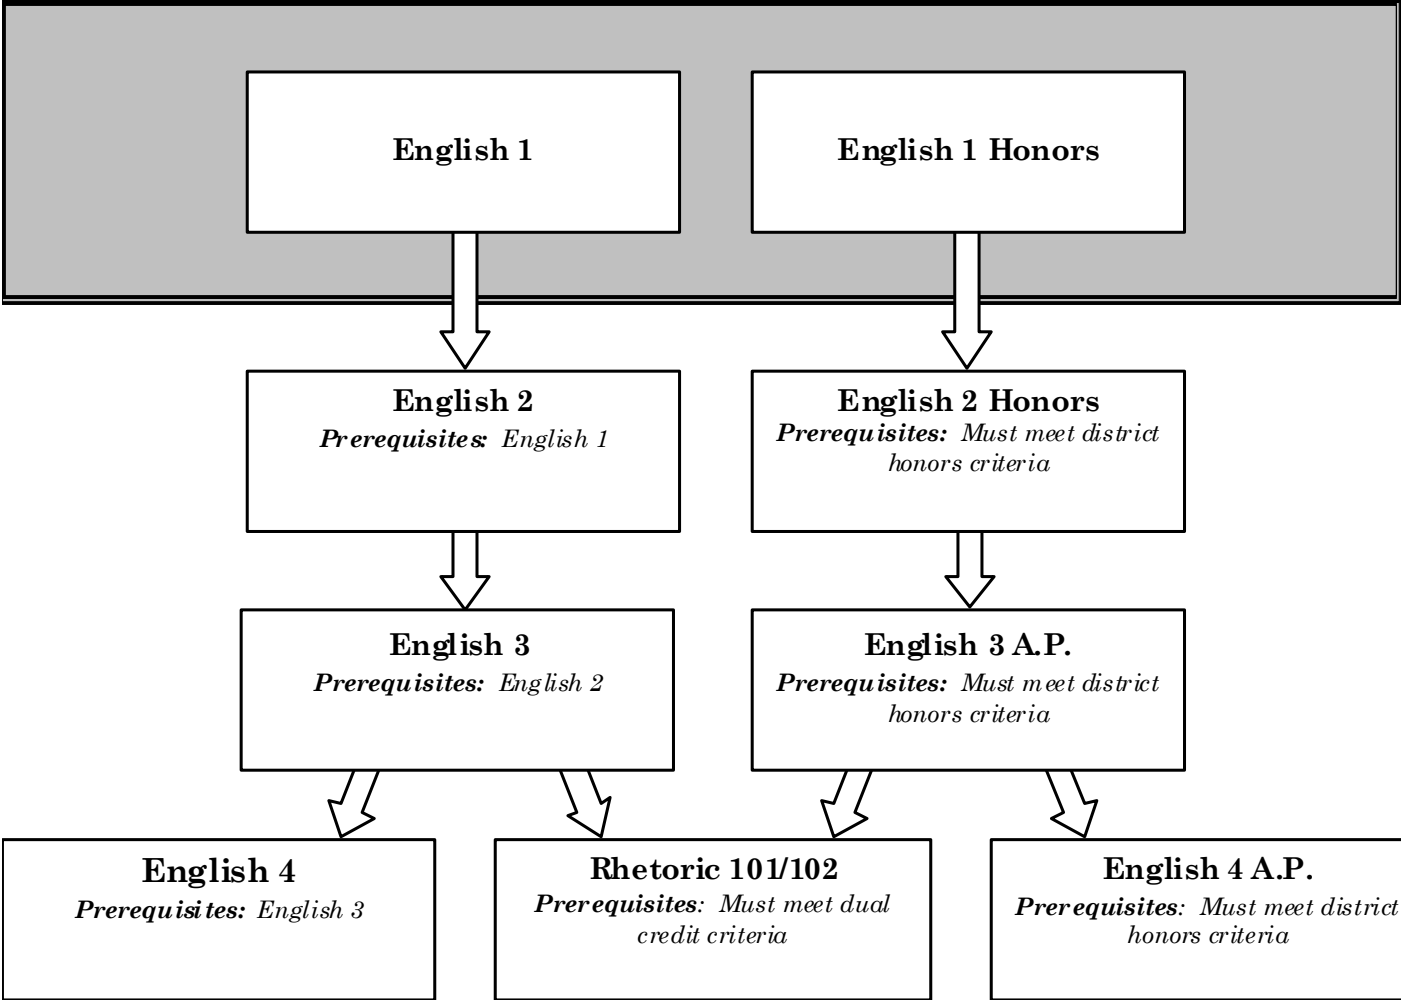 English 1
English 1 Honors
English 2
Prerequisites: English 1
English 2 Honors
Prerequisites: Must meet district
honors criteria
English 3
Prerequisites: English 2
English 3 A.P.
Prerequisites: Must meet district
honors criteria
English 4
Prerequisites: English 3
Rhetoric 101/102
Prerequisites: Must meet dual
credit criteria
English 4 A.P.
Prerequisites: Must meet district
honors criteria